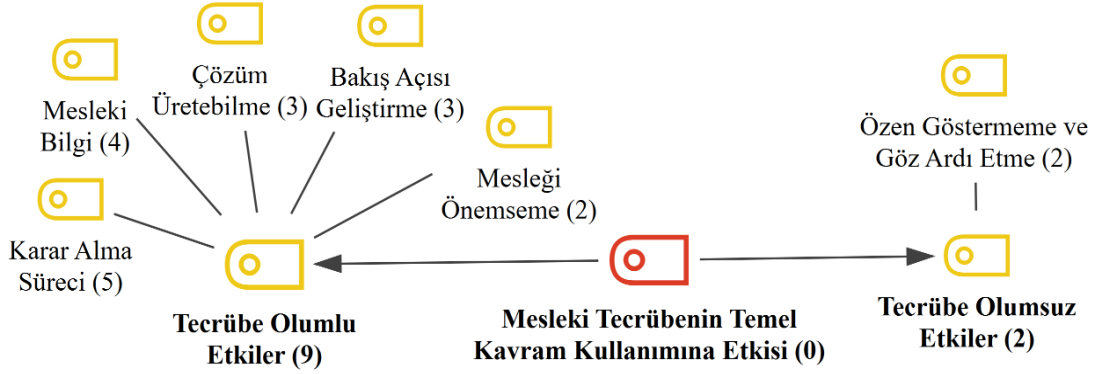 Mesleki
Bilgi (4)
Çözüm
Üretebilme (3)
Bakış Açısı
Geliştirme (3)
Mesleği
Önemseme (2)
Karar Alma
Süreci (5)
Özen Göstermeme ve
Göz Ardı Etme (2)
Tecrübe Olumlu
Etkiler (9)
Mesleki Tecrübenin Temel
Kavram Kullanımına Etkisi (0)
Tecrübe Olumsuz
Etkiler (2)